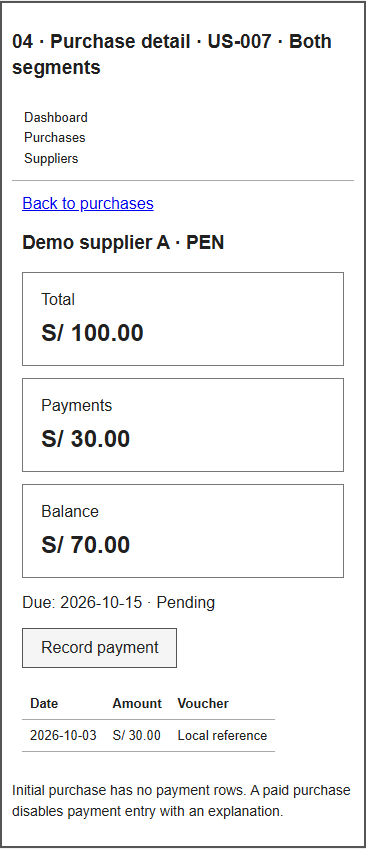 04 · Purchase detail · US-007 · Both
segments
Dashboard
Purchases
Suppliers
Back to purchases
Demo supplier A · PEN
Total
S/ 100.00
Payments
S/ 30.00
Balance
S/ 70.00
Due: 2026-10-15 · Pending
Record payment
Date Amount Voucher
2026-10-03 S/ 30.00 Local reference
Initial purchase has no payment rows. A paid purchase
disables payment entry with an explanation.